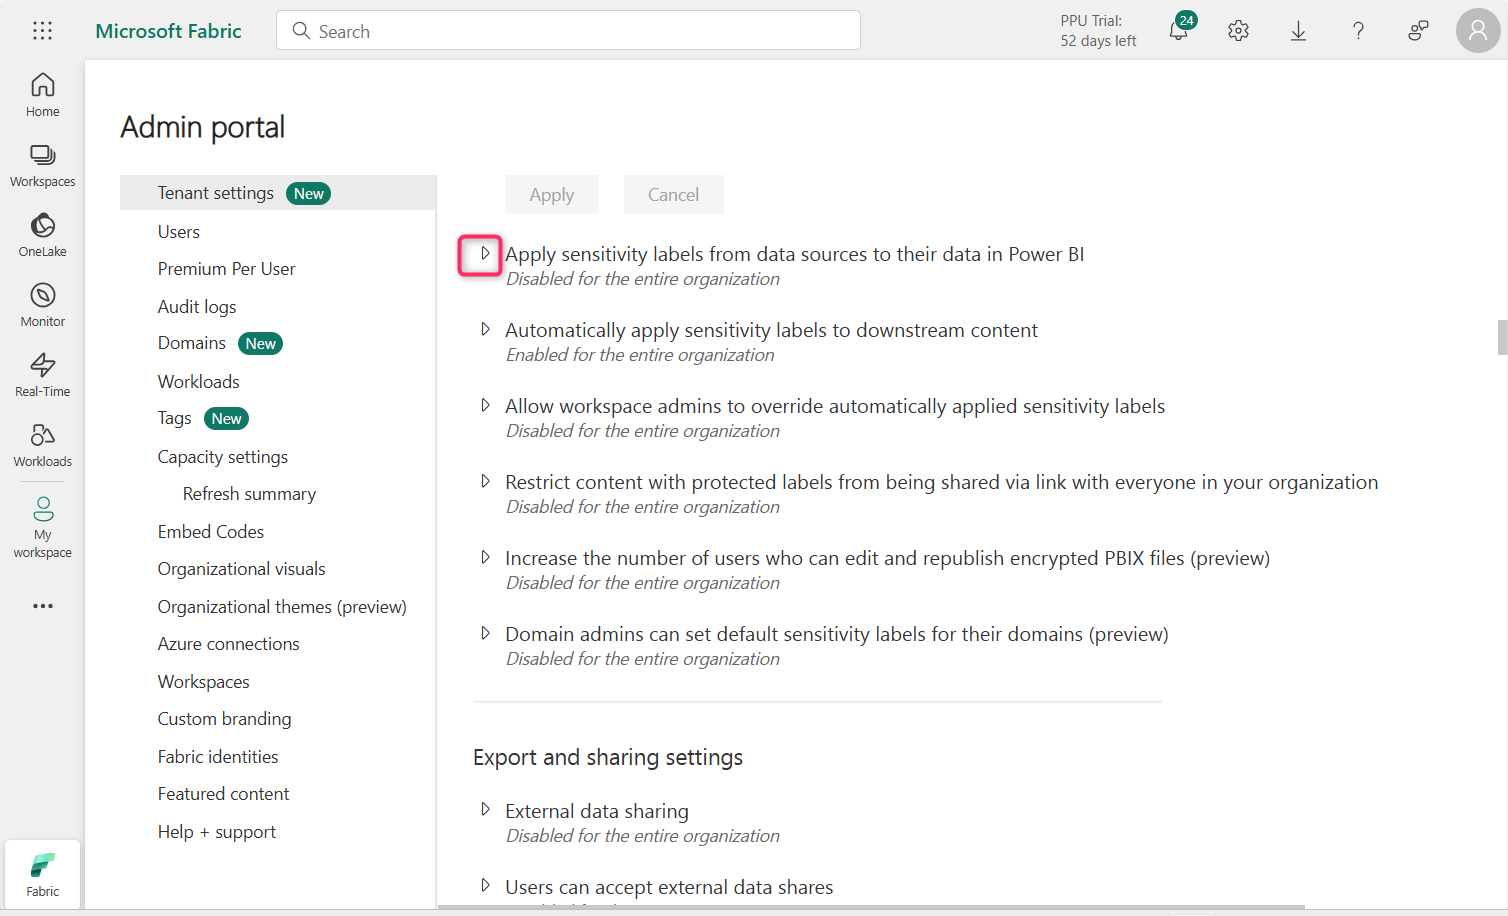 Microsoft Fabric
Search
PPU Trial:
52 days left
24
Home
Workspaces
OneLake
Monitor
Real-Time
Workloads
My
workspace
Fabric
Admin portal
Tenant settings New
Users
Premium Per User
Audit logs
Domains New
Workloads
Tags New
Capacity settings
Refresh summary
Embed Codes
Organizational visuals
Organizational themes (preview)
Azure connections
Workspaces
Custom branding
Fabric identities
Featured content
Help + support
Apply Cancel
Apply sensitivity labels from data sources to their data in Power BI
Disabled for the entire organization
Automatically apply sensitivity labels to downstream content
Enabled for the entire organization
Allow workspace admins to override automatically applied sensitivity labels
Disabled for the entire organization
Restrict content with protected labels from being shared via link with everyone in your organization
Disabled for the entire organization
Increase the number of users who can edit and republish encrypted PBIX files (preview)
Disabled for the entire organization
Domain admins can set default sensitivity labels for their domains (preview)
Disabled for the entire organization
Export and sharing settings
External data sharing
Disabled for the entire organization
Users can accept external data shares